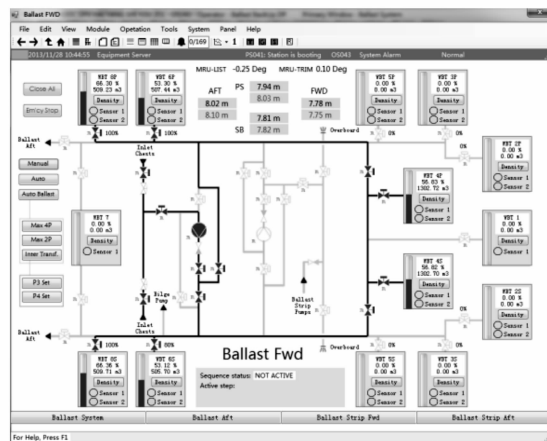 Ballast FWD
File Edit View Module Depentation Tools System Panel Help
0/169
1
2013/11/28 10:44:55 Equipment Server
PS041: Station is booting OS043 System Alarm Normal
Close All
Emcy Stop
MRU-LIST -0.25 Deg MRU-TRIM 0.10 Deg
AFT
8.02 m
8.10 m
PS
7.94 m
8.03 m
7.81 m
SB
7.82 m
FWD
7.78 m
7.75 m
WBT 8P
66.30 %
509.23 m3
Density
Sensor 1
Sensor 2
100%
WBT 6P
53.30 %
507.44 m3
Density
Sensor 1
Sensor 2
100%
WBT 5P
0.00 %
0.00 m3
Density
Sensor 1
Sensor 2
0%
WBT 3P
0.00 %
0.00 m3
Density
Sensor 1
Sensor 2
0%
Ballast
Aft
Inlet
Chests
Overboard
WBT 2P
0.00 %
0.00 m3
Density
Sensor 1
Sensor 2
0%
Manual
Auto
Auto Ballast
Max 4P
Max 2P
Inner Transf.
P3 Set
P4 Set
WBT 7
0.00 %
0.00 m3
Density
Sensor 1
WBT 4P
56.83 %
1302.72 m3
Density
Sensor 1
Sensor 2
WBT 1
0.00 %
0.00 m3
Density
Sensor 1
WBT 4S
56.82 %
1302.70 m3
Density
Sensor 1
Sensor 2
WBT 2S
0.00 %
0.00 m3
Density
Sensor 1
Sensor 2
0%
Bilge
Pump
Ballast
Strip
Pumps
Ballast
Aft
Inlet
Chests
Overboard
100%
WBT 8S
66.36 %
509.71 m3
Density
Sensor 1
Sensor 2
WBT 6S
53.12 %
505.70 m3
Density
Sensor 1
Sensor 2
Ballast Fwd
Sequence status: NOT ACTIVE
Active step:
0%
WBT 5S
0.00 %
0.00 m3
Density
Sensor 1
Sensor 2
0%
WBT 3S
0.00 %
0.00 m3
Density
Sensor 1
Sensor 2
Ballast System Ballast Aft Ballast Strip Fwd Ballast Strip Aft
For Help, Press F1